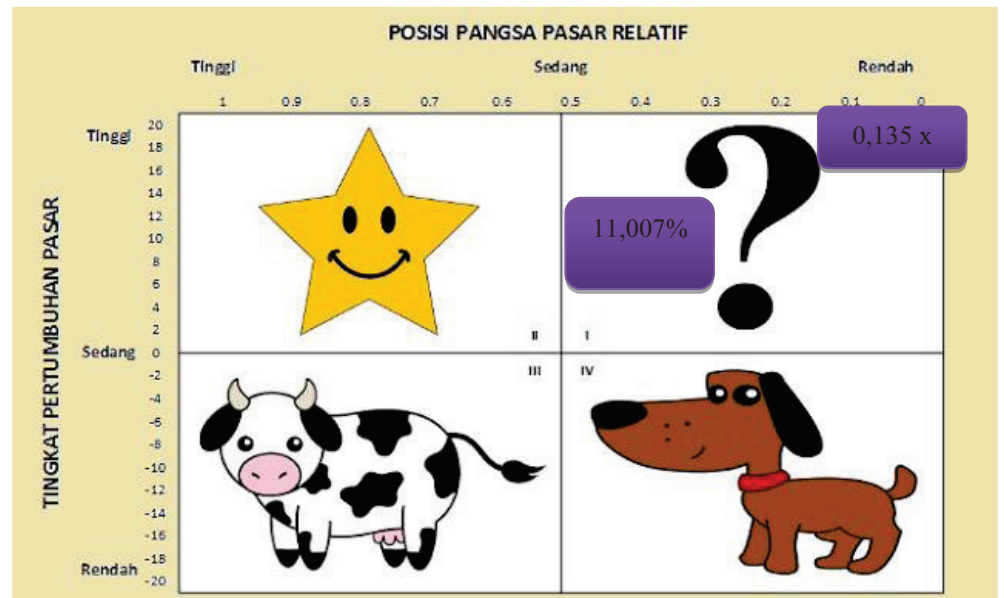 POSISI PANGSA PASAR RELATIF
Tinggi Sedang Rendah
1 0.9 0.8 0.7 0.6 0.5 0.4 0.3 0.2 0.1 0
TINGKAT PERTUMBUHAN PASAR
Tinggi
20
18
16
14
12
10
8
6
4
2
Sedang
0
-2
-4
-6
-8
-10
-12
-14
-16
-18
Rendah
-20
?
0,135 x
11,007%
II I
III IV